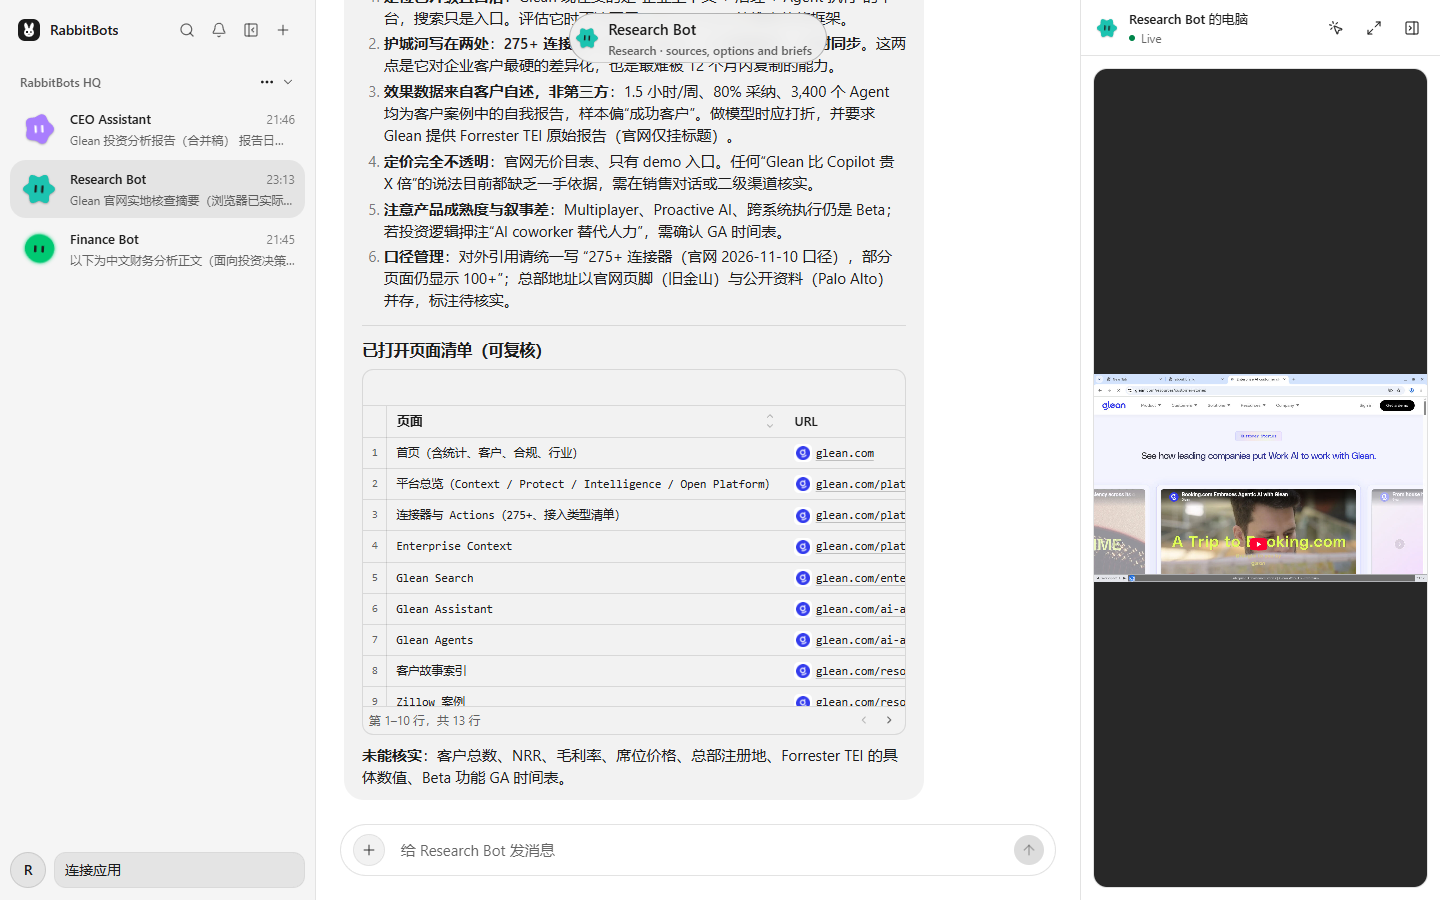 RabbitBots
RabbitBots HQ
CEO Assistant
21:46
Glean 投资分析报告（合并稿） 报告日...
Research Bot
23:13
Glean 官网实地核查摘要（浏览器已实际...
Finance Bot
21:45
以下为中文财务分析正文（面向投资决策...
R
连接应用
Research Bot
Research · sources, options and briefs
台，搜索只是入口。评估它时
框架。
2. 护城河写在两处：275+ 连接
时同步。这两
点是它对企业客户最硬的差异化，也是最难被 12 个月内复制的能力。
3. 效果数据来自客户自述，非第三方：1.5 小时/周、80% 采纳、3,400 个 Agent
均为客户案例中的自我报告，样本偏“成功客户”。做模型时应打折，并要求
Glean 提供 Forrester TEI 原始报告（官网仅挂标题）。
4. 定价完全不透明：官网无价目表、只有 demo 入口。任何“Glean 比 Copilot 贵
X 倍”的说法目前都缺乏一手依据，需在销售对话或二级渠道核实。
5. 注意产品成熟度与叙事差：Multiplayer、Proactive AI、跨系统执行仍是 Beta；
若投资逻辑押注“AI coworker 替代人力”，需确认 GA 时间表。
6. 口径管理：对外引用请统一写 “275+ 连接器（官网 2026-11-10 口径），部分
页面仍显示 100+”；总部地址以官网页脚（旧金山）与公开资料（Palo Alto）
并存，标注待核实。
已打开页面清单（可复核）
页面
URL
1 首页（含统计、客户、合规、行业） glean.com
2 平台总览（Context / Protect / Intelligence / Open Platform） glean.com/plat
3 连接器与 Actions（275+、接入类型清单） glean.com/plat
4 Enterprise Context glean.com/plat
5 Glean Search glean.com/ente
6 Glean Assistant glean.com/ai-a
7 Glean Agents glean.com/ai-a
8 客户故事索引 glean.com/reso
9 Zillow 案例 glean.com/reso
第 1–10 行，共 13 行
未能核实：客户总数、NRR、毛利率、席位价格、总部注册地、Forrester TEI 的具
体数值、Beta 功能 GA 时间表。
给 Research Bot 发消息
Research Bot 的电脑
Live
glean
See how leading companies put Work AI to work with Glean.
Booking.com Embraces Agentic AI with Glean
A Trip to Booking.com